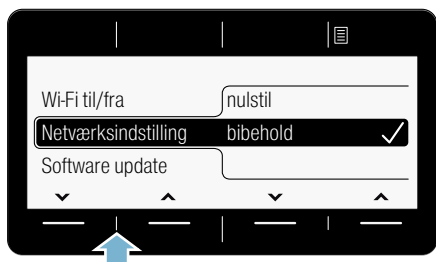 Wi-Fi til/fra nulstil
Netværksindstilling bibehold
Software update